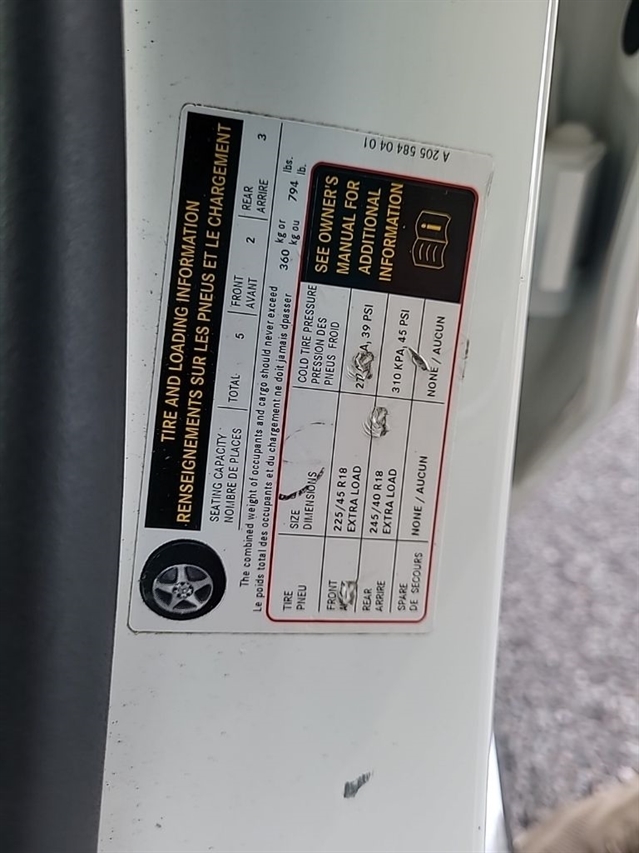 TIRE AND LOADING INFORMATION
RENSEIGNEMENTS SUR LES PNEUS ET LE CHARGEMENT
SEATING CAPACITY
NOMBRE DE PLACES
TOTAL 5
FRONT
AVANT
2
REAR
ARRIRE
3
The combined weight of occupants and cargo should never exceed 360 kg or 794 lbs.
Le poids total des occupants et du chargement ne doit jamais dpasser kg ou lb.
TIRE
PNEU
SIZE
DIMENSIONS
COLD TIRE PRESSURE
PRESSION DES
PNEUS FROID
SEE OWNER'S
MANUAL FOR
ADDITIONAL
INFORMATION
FRONT
225/45 R18
EXTRA LOAD
39 PSI
REAR
ARRIRE
245/40 R18
EXTRA LOAD
310 KPA, 45 PSI
SPARE
DE SECOURS
NONE / AUCUN
NONE / AUCUN
A 205 584 04 01